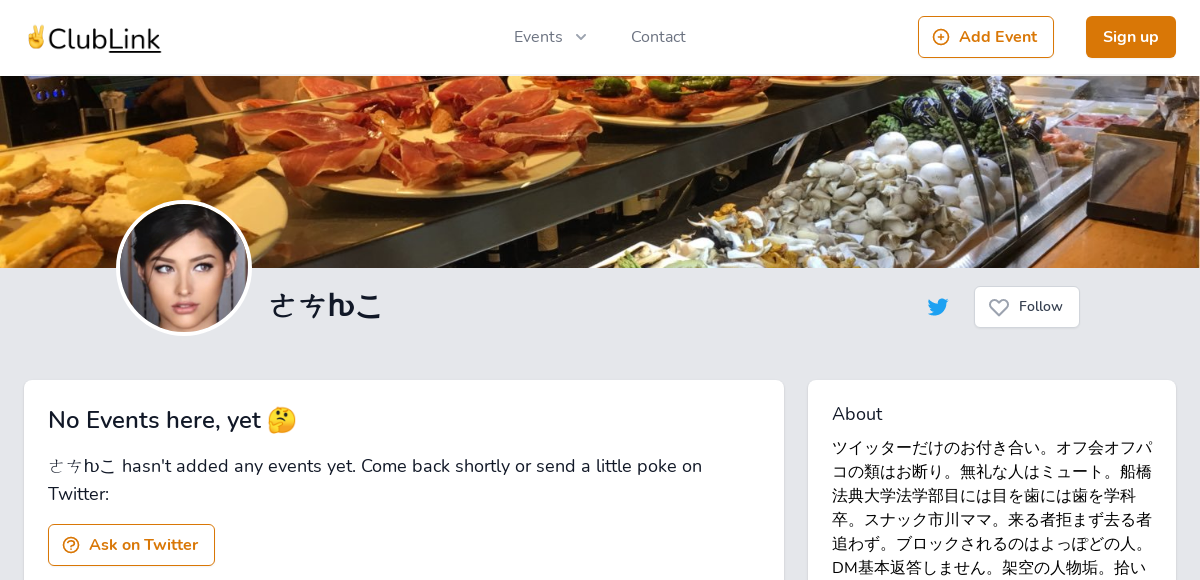 ✌ClubLink
Events
Contact
Add Event
Sign up
さちƕこ
Follow
No Events here, yet 🤔
さちƕこ hasn't added any events yet. Come back shortly or send a little poke on
Twitter:
Ask on Twitter
About
ツイッターだけのお付き合い。オフ会オフパ
コの類はお断り。無礼な人はミュート。船橋
法典大学法学部目には目を歯には歯を学科
卒。スナック市川ママ。来る者拒まず去る者
追わず。ブロックされるのはよっぽどの人。
DM基本返答しません。架空の人物垢。拾い